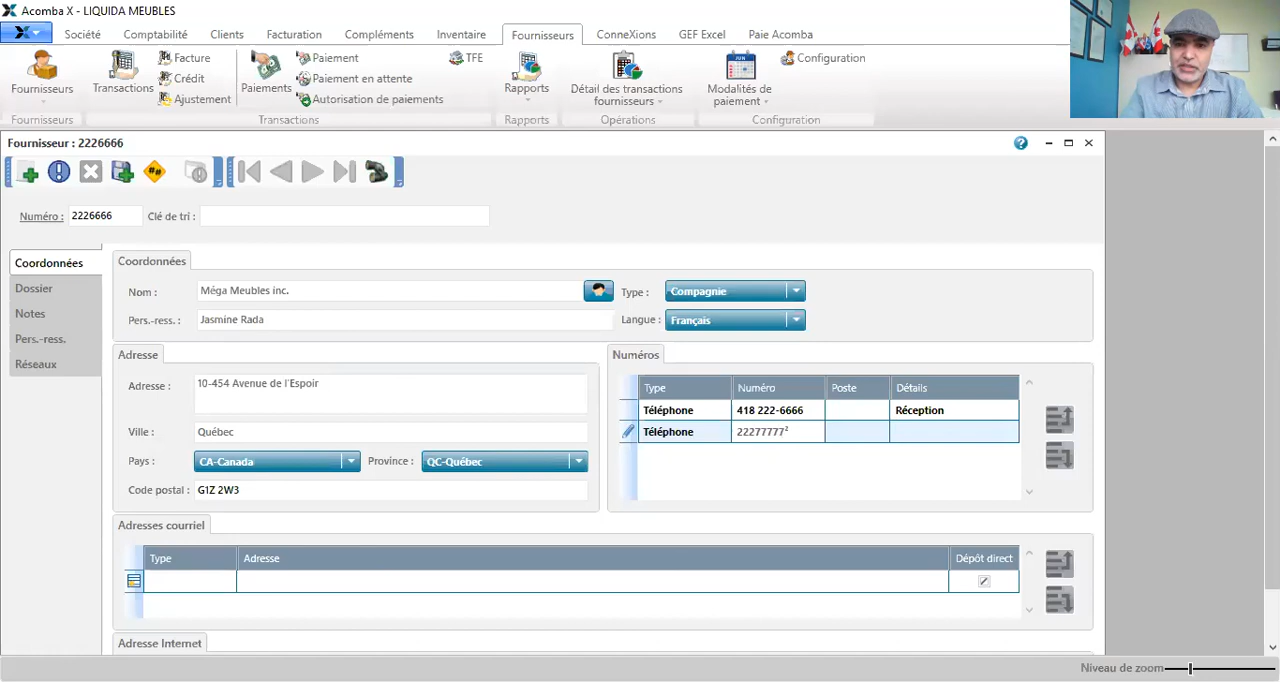 Acomba X - LIQUIDA MEUBLES
Société Comptabilité Clients Facturation Compléments Inventaire Fournisseurs ConneXions GEF Excel Paie Acomba
Fournisseurs
Fournisseurs
Transactions
Facture
Crédit
Ajustement
Paiements
Paiement
Paiement en attente
Autorisation de paiements
TFE
Transactions
Rapports
Rapports
Détail des transactions
fournisseurs
Opérations
JUN
Modalités de
paiement
Configuration
Configuration
Fournisseur : 2226666
Numéro : 2226666 Clé de tri :
Coordonnées
Dossier
Notes
Pers.-ress.
Réseaux
Coordonnées
Nom : Méga Meubles inc. Type : Compagnie
Pers.-ress. : Jasmine Rada Langue : Français
Adresse
Adresse : 10-454 Avenue de l'Espoir
Ville : Québec
Pays : CA-Canada Province : QC-Québec
Code postal : G1Z 2W3
Numéros
Type Numéro Poste Détails
Téléphone 418 222-6666 Réception
Téléphone 22277777²
Adresses courriel
Type Adresse Dépôt direct
Adresse Internet
Niveau de zoom